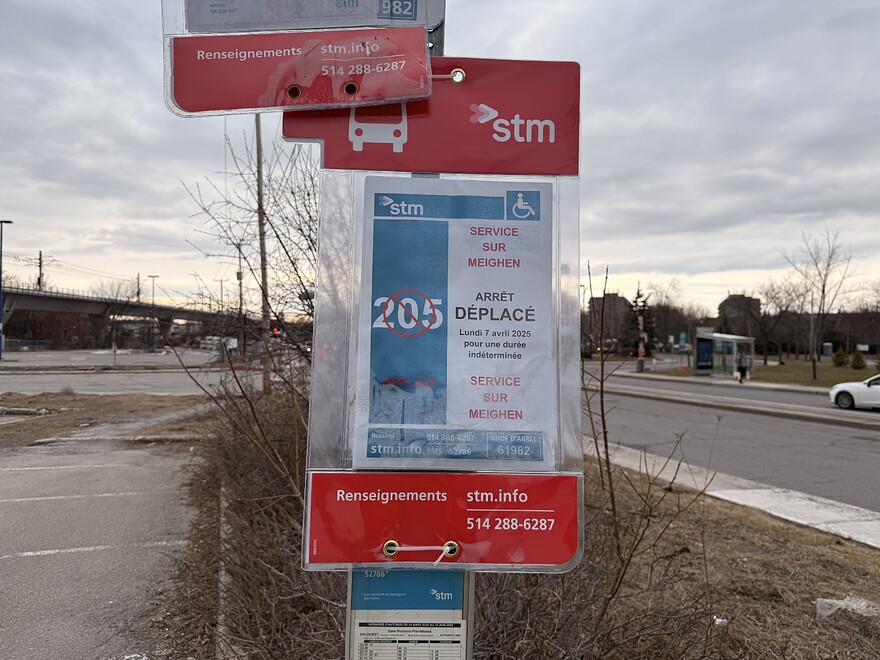 982
Renseignements stm.info
514 288-6287
stm
stm
SERVICE
SUR
MEIGHEN
205
ARRÊT
DÉPLACÉ
Lundi 7 avril 2025
pour une durée
indéterminée
SERVICE
SUR
MEIGHEN
514 288-6287
CODE D'ARRÊT
stm.info
SMS 52786
61982
Renseignements stm.info
514 288-6287
52786
stm